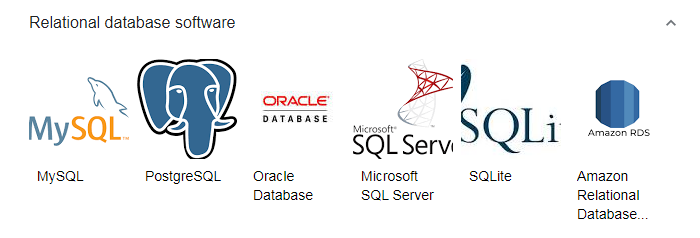 Relational database software
MySQL™
ORACLE®
DATABASE
Microsoft®
SQL Serv
SQLi
Amazon RDS
MySQL
PostgreSQL
Oracle
Database
Microsoft
SQL Server
SQLite
Amazon
Relational
Database...